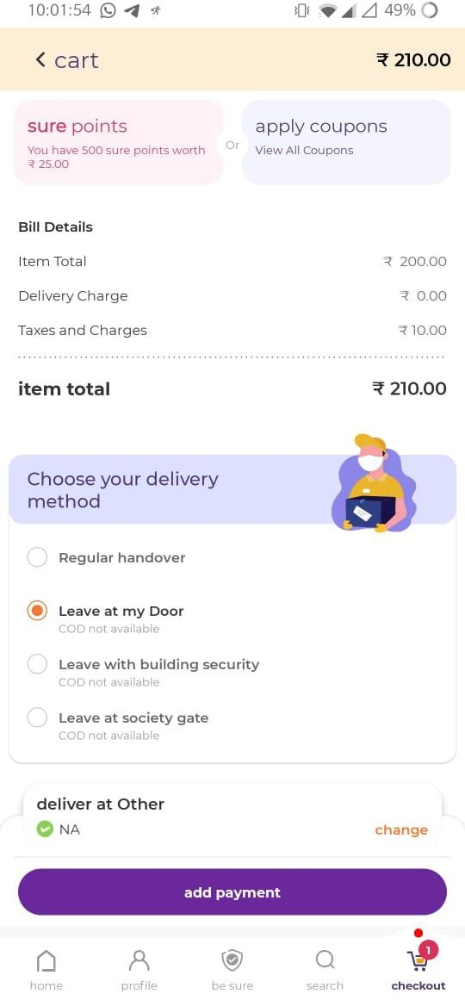 10:01:54 49%
cart ₹ 210.00
sure points
You have 500 sure points worth
₹ 25.00
Or
apply coupons
View All Coupons
Bill Details
Item Total ₹ 200.00
Delivery Charge ₹ 0.00
Taxes and Charges ₹ 10.00
item total ₹ 210.00
Choose your delivery
method
Regular handover
Leave at my Door
COD not available
Leave with building security
COD not available
Leave at society gate
COD not available
deliver at Other
NA change
add payment
1
home profile be sure search checkout